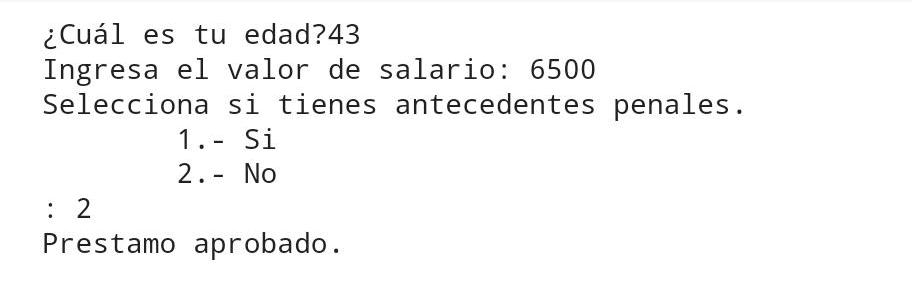 ¿Cuál es tu edad?43
Ingresa el valor de salario: 6500
Selecciona si tienes antecedentes penales.
1.- Si
2.- No
: 2
Prestamo aprobado.